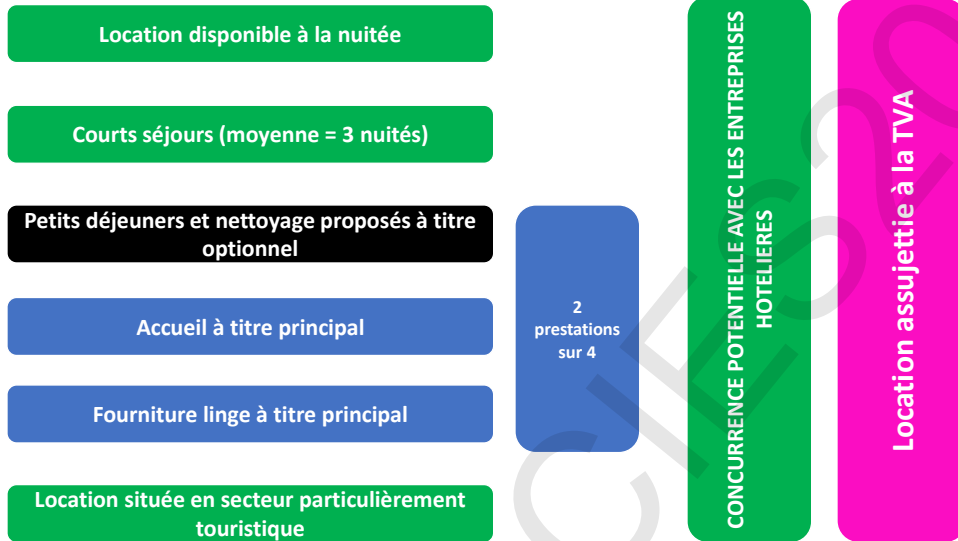 Location disponible à la nuitée
Courts séjours (moyenne = 3 nuités)
Petits déjeuners et nettoyage proposés à titre
optionnel
Accueil à titre principal
Fourniture linge à titre principal
Location située en secteur particulièrement
touristique
2
prestations
sur 4
CONCURRENCE POTENTIELLE AVEC LES ENTREPRISES
HOTELIERES
Location assujettie à la TVA